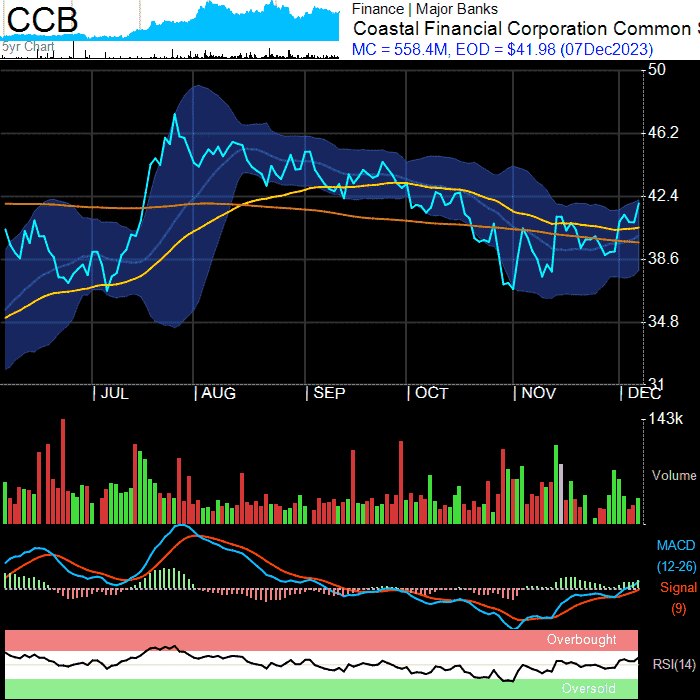 CCB
5yr Chart
Finance | Major Banks
Coastal Financial Corporation Common S
MC = 558.4M, EOD = $41.98 (07Dec2023)
50
46.2
42.4
38.6
34.8
31
| JUL | AUG | SEP | OCT | NOV | DEC
143k
Volume
MACD
(12-26)
Signal
(9)
Overbought
RSI(14)
Oversold